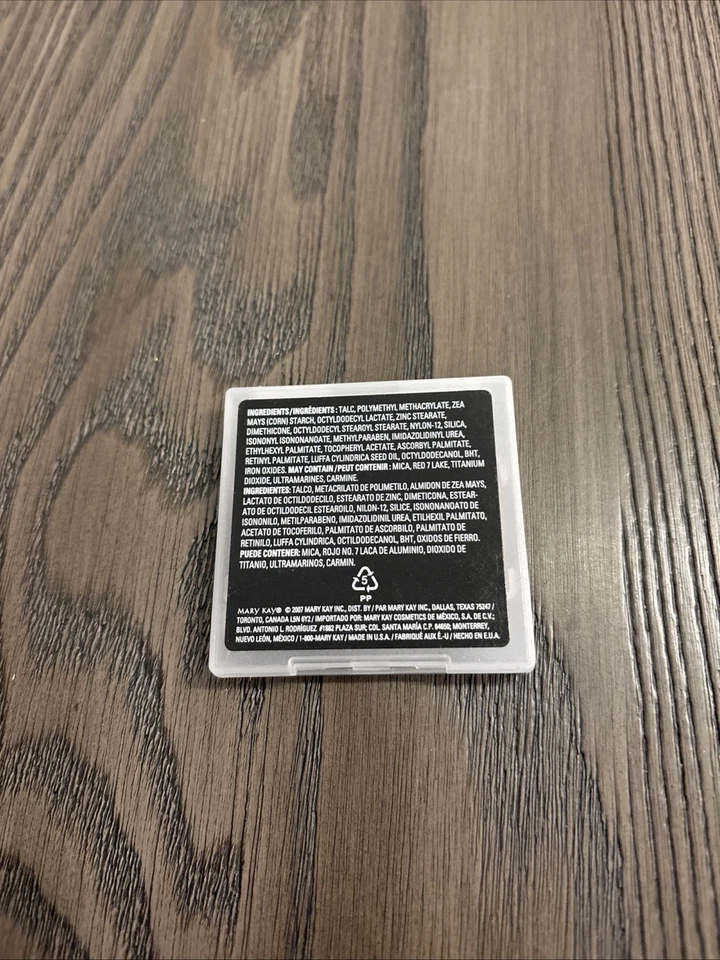 INGREDIENTS/INGRÉDIENTS : TALC, POLYMETHYL METHACRYLATE, ZEA
MAYS (CORN) STARCH, OCTYLDODECYL LACTATE, ZINC STEARATE,
DIMETHICONE, OCTYLDODECYL STEAROYL STEARATE, NYLON-12, SILICA,
ISONONYL ISONONANOATE, METHYLPARABEN, IMIDAZOLIDINYL UREA,
ETHYLHEXYL PALMITATE, TOCOPHERYL ACETATE, ASCORBYL PALMITATE,
RETINYL PALMITATE, LUFFA CYLINDRICA SEED OIL, OCTYLDODECANOL, BHT,
IRON OXIDES. MAY CONTAIN / PEUT CONTENIR : MICA, RED 7 LAKE, TITANIUM
DIOXIDE, ULTRAMARINES, CARMINE.
INGREDIENTES: TALCO, METACRILATO DE POLIMETILO, ALMIDON DE ZEA MAYS,
LACTATO DE OCTILDODECILO, ESTEARATO DE ZINC, DIMETICONA, ESTEAR-
ATO DE OCTILDODECIL ESTEAROILO, NILON-12, SILICE, ISONONANOATO DE
ISONONILO, METILPARABENO, IMIDAZOLIDINIL UREA, ETILHEXIL PALMITATO,
ACETATO DE TOCOFERILO, PALMITATO DE ASCORBILO, PALMITATO DE
RETINILO, LUFFA CYLINDRICA, OCTILDODECANOL, BHT, OXIDOS DE FIERRO.
PUEDE CONTENER: MICA, ROJO NO. 7 LACA DE ALUMINIO, DIOXIDO DE
TITANIO, ULTRAMARINOS, CARMIN.
5
PP
MARY KAY® © 2007 MARY KAY INC., DIST. BY / PAR MARY KAY INC., DALLAS, TEXAS 75247 /
TORONTO, CANADA L5N 6Y2 / IMPORTADO POR: MARY KAY COSMETICS DE MÉXICO, S.A. DE C.V.;
BLVD. ANTONIO L. RODRÍGUEZ #1882 PLAZA SUR; COL. SANTA MARÍA C.P. 64650; MONTERREY,
NUEVO LEÓN, MÉXICO / 1-800-MARY KAY / MADE IN U.S.A. / FABRIQUÉ AUX É.-U / HECHO EN E.U.A.